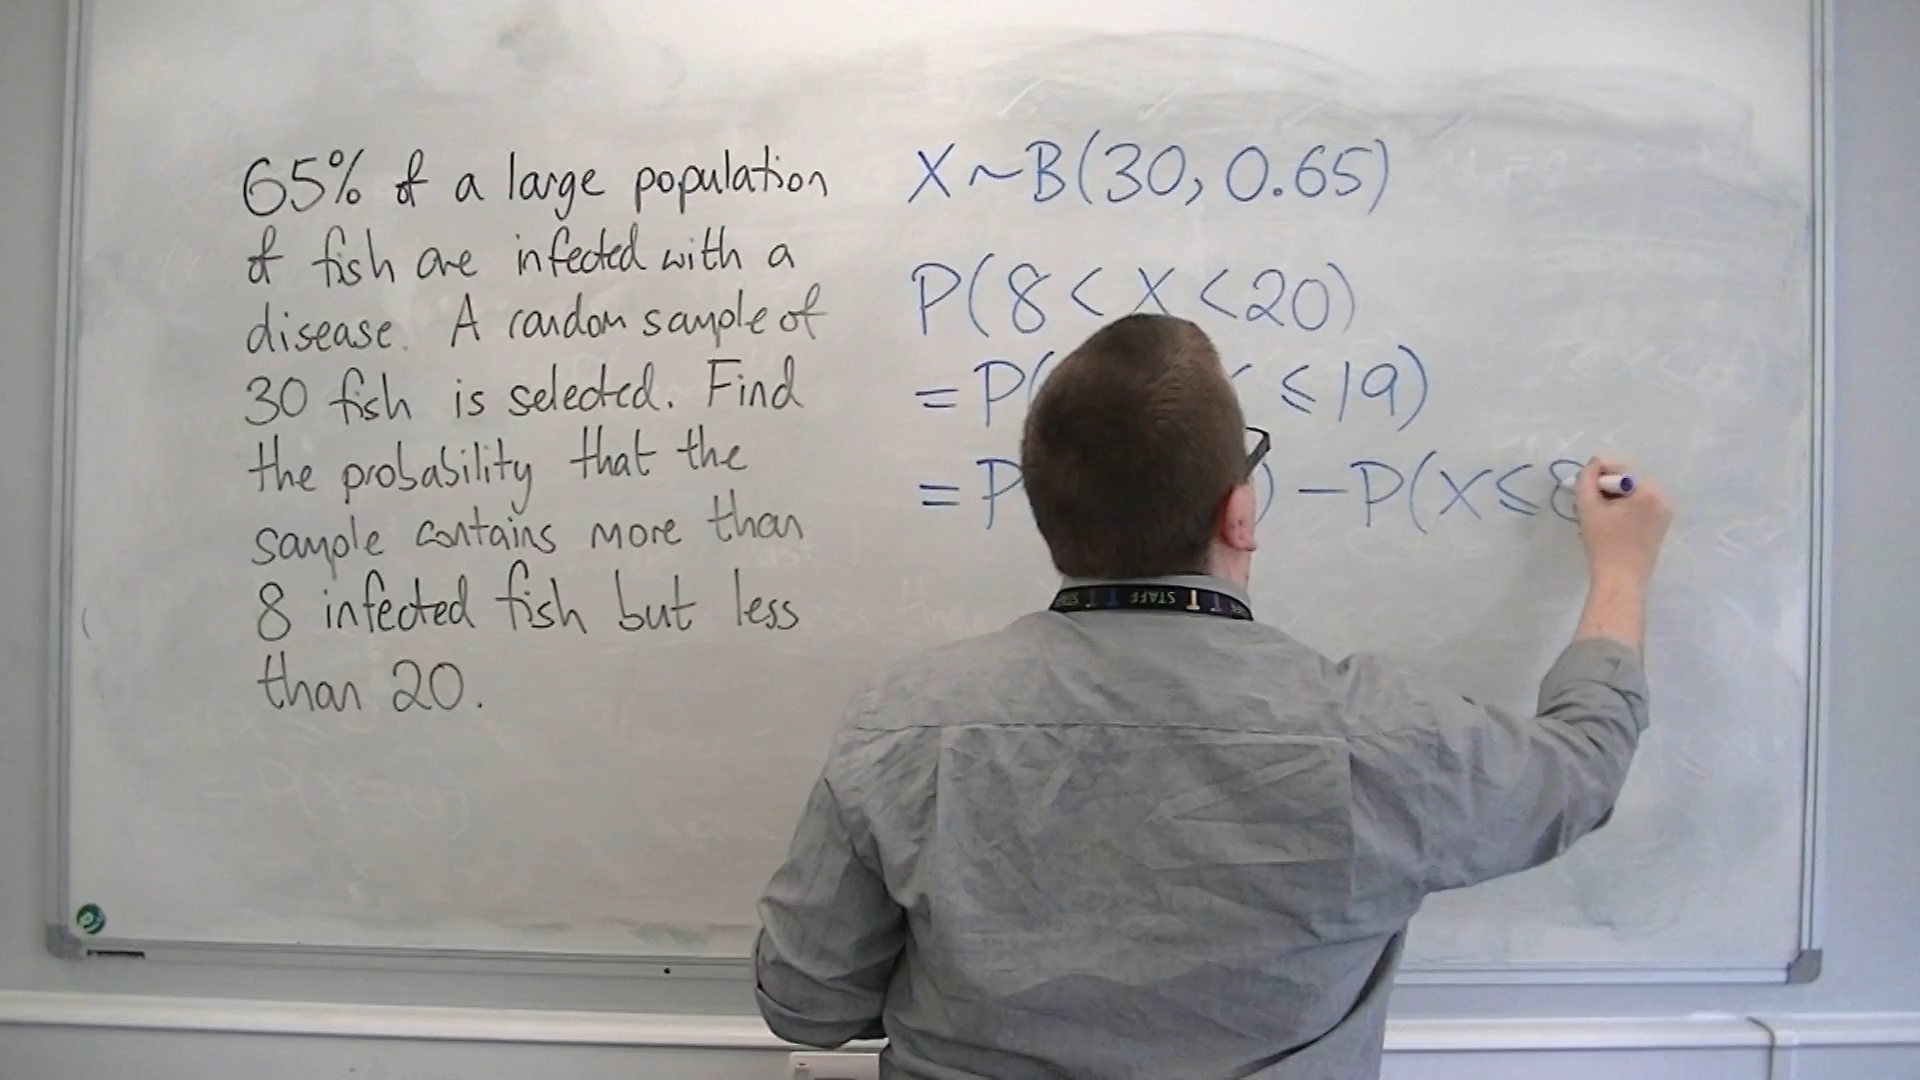 65% of a large population
of fish are infected with a
disease. A random sample of
30 fish is selected. Find
the probability that the
sample contains more than
8 infected fish but less
than 20.
X ~ B(30, 0.65)
P(8 < X < 20)
= P( ≤ 19)
= P( ) - P(X ≤ 8
STAFF